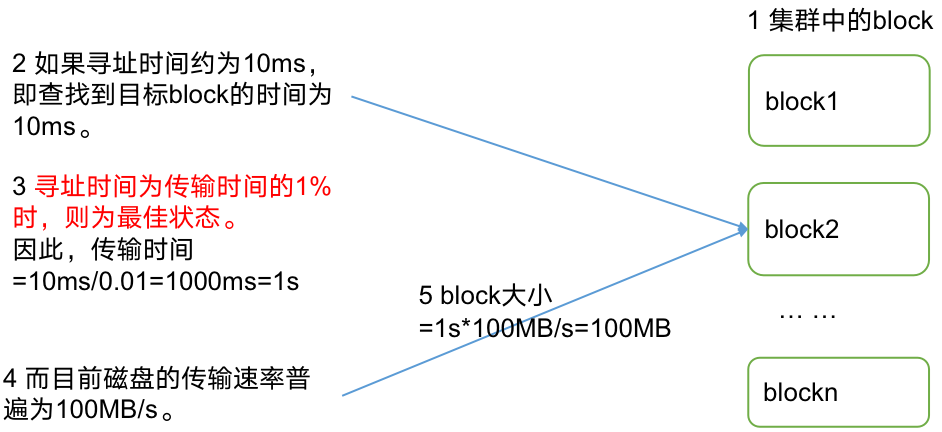 1 集群中的block
2 如果寻址时间约为10ms，
即查找到目标block的时间为
10ms。
block1
3 寻址时间为传输时间的1%
时，则为最佳状态。
因此，传输时间
=10ms/0.01=1000ms=1s
block2
5 block大小
=1s*100MB/s=100MB
… …
4 而目前磁盘的传输速率普
遍为100MB/s。
blockn